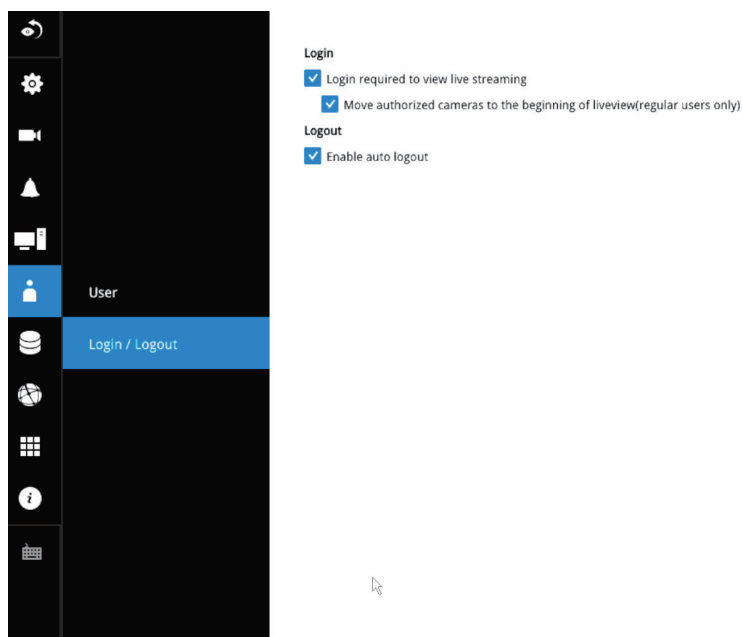 Login
Login required to view live streaming
Move authorized cameras to the beginning of liveview(regular users only)
Logout
Enable auto logout
User
Login / Logout